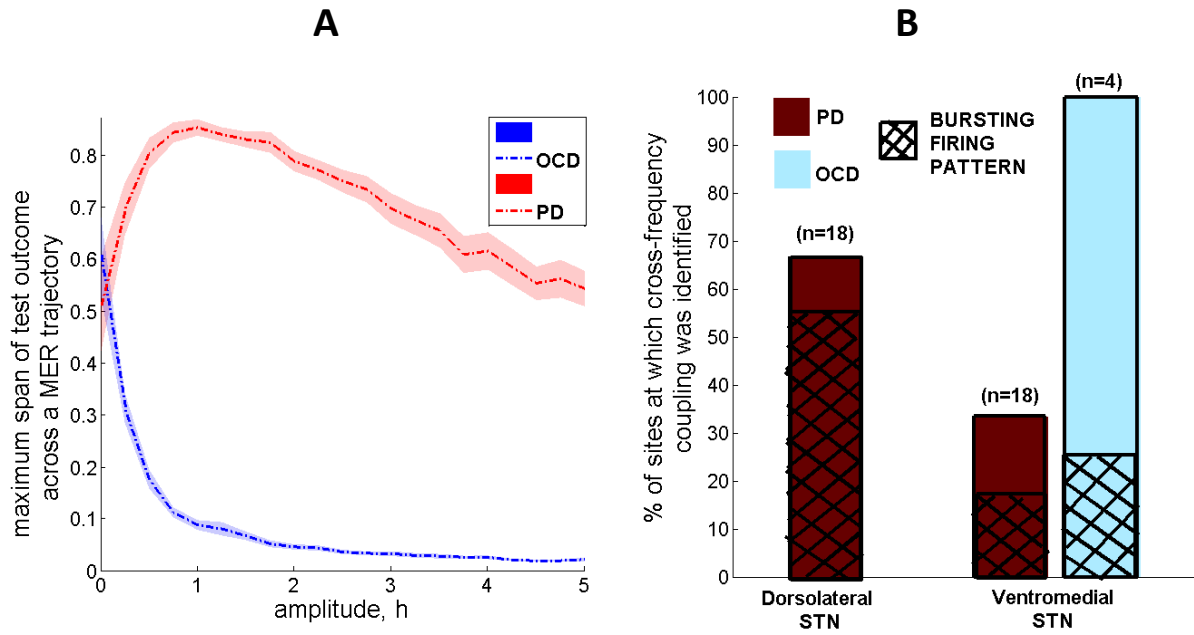 A
maximum span of test outcome
across a MER trajectory
0.8
0.7
0.6
0.5
0.4
0.3
0.2
0.1
0
0
1
2
3
4
5
amplitude, h
OCD
PD
B
% of sites at which cross-frequency
coupling was identified
100
90
80
70
60
50
40
30
20
10
0
PD
OCD
BURSTING
FIRING
PATTERN
(n=18)
(n=18)
(n=4)
Dorsolateral
STN
Ventromedial
STN